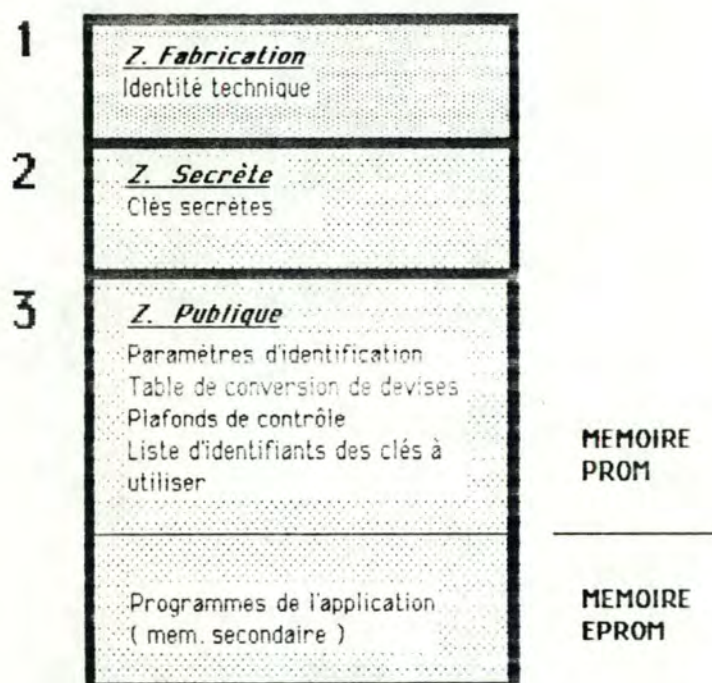 1
Z. Fabrication
Identité technique
2
Z. Secrète
Clés secrètes
3
Z. Publique
Paramètres d'identification
Table de conversion de devises
Plafonds de contrôle
Liste d'identifiants des clés à
utiliser
MEMOIRE
PROM
Programmes de l'application
( mem. secondaire )
MEMOIRE
EPROM